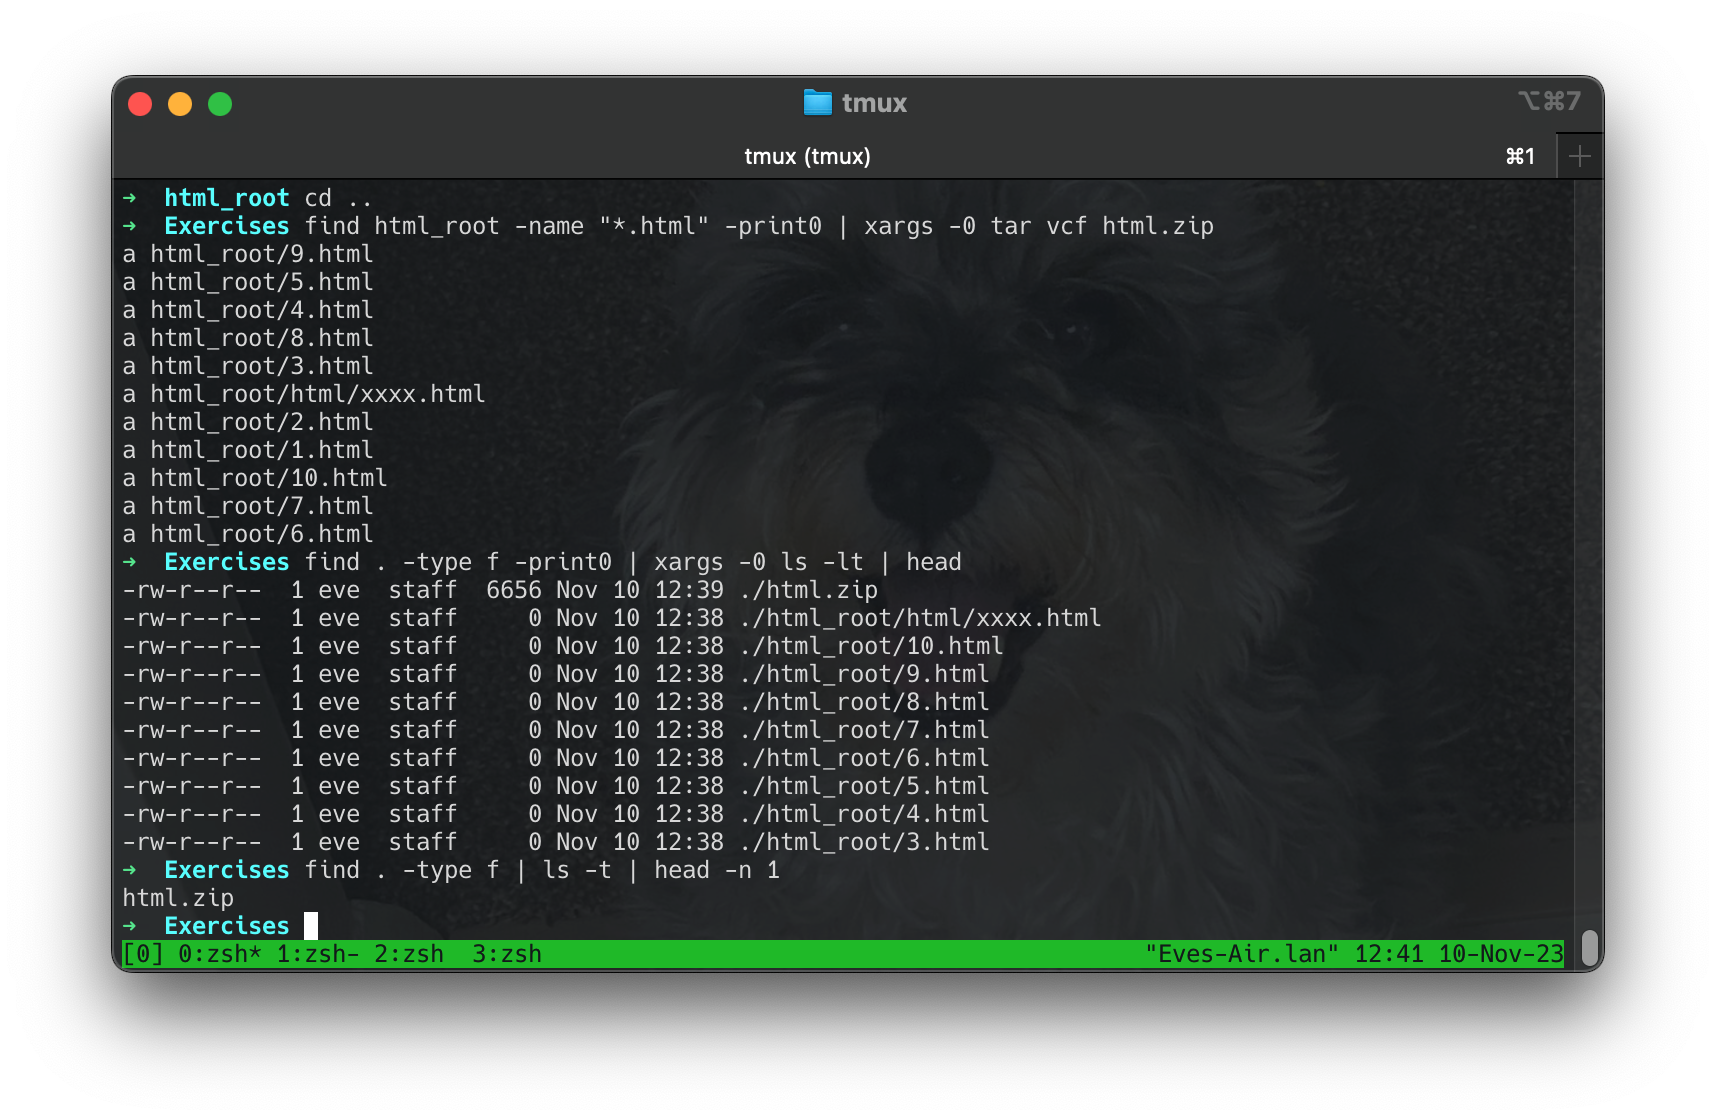 tmux
⌥⌘7
tmux (tmux)
⌘1
➜  html_root cd ..
➜  Exercises find html_root -name "*.html" -print0 | xargs -0 tar vcf html.zip
a html_root/9.html
a html_root/5.html
a html_root/4.html
a html_root/8.html
a html_root/3.html
a html_root/html/xxxx.html
a html_root/2.html
a html_root/1.html
a html_root/10.html
a html_root/7.html
a html_root/6.html
➜  Exercises find . -type f -print0 | xargs -0 ls -lt | head
-rw-r--r--  1 eve  staff  6656 Nov 10 12:39 ./html.zip
-rw-r--r--  1 eve  staff     0 Nov 10 12:38 ./html_root/html/xxxx.html
-rw-r--r--  1 eve  staff     0 Nov 10 12:38 ./html_root/10.html
-rw-r--r--  1 eve  staff     0 Nov 10 12:38 ./html_root/9.html
-rw-r--r--  1 eve  staff     0 Nov 10 12:38 ./html_root/8.html
-rw-r--r--  1 eve  staff     0 Nov 10 12:38 ./html_root/7.html
-rw-r--r--  1 eve  staff     0 Nov 10 12:38 ./html_root/6.html
-rw-r--r--  1 eve  staff     0 Nov 10 12:38 ./html_root/5.html
-rw-r--r--  1 eve  staff     0 Nov 10 12:38 ./html_root/4.html
-rw-r--r--  1 eve  staff     0 Nov 10 12:38 ./html_root/3.html
➜  Exercises find . -type f | ls -t | head -n 1
html.zip
➜  Exercises
[0] 0:zsh* 1:zsh- 2:zsh  3:zsh "Eves-Air.lan" 12:41 10-Nov-23